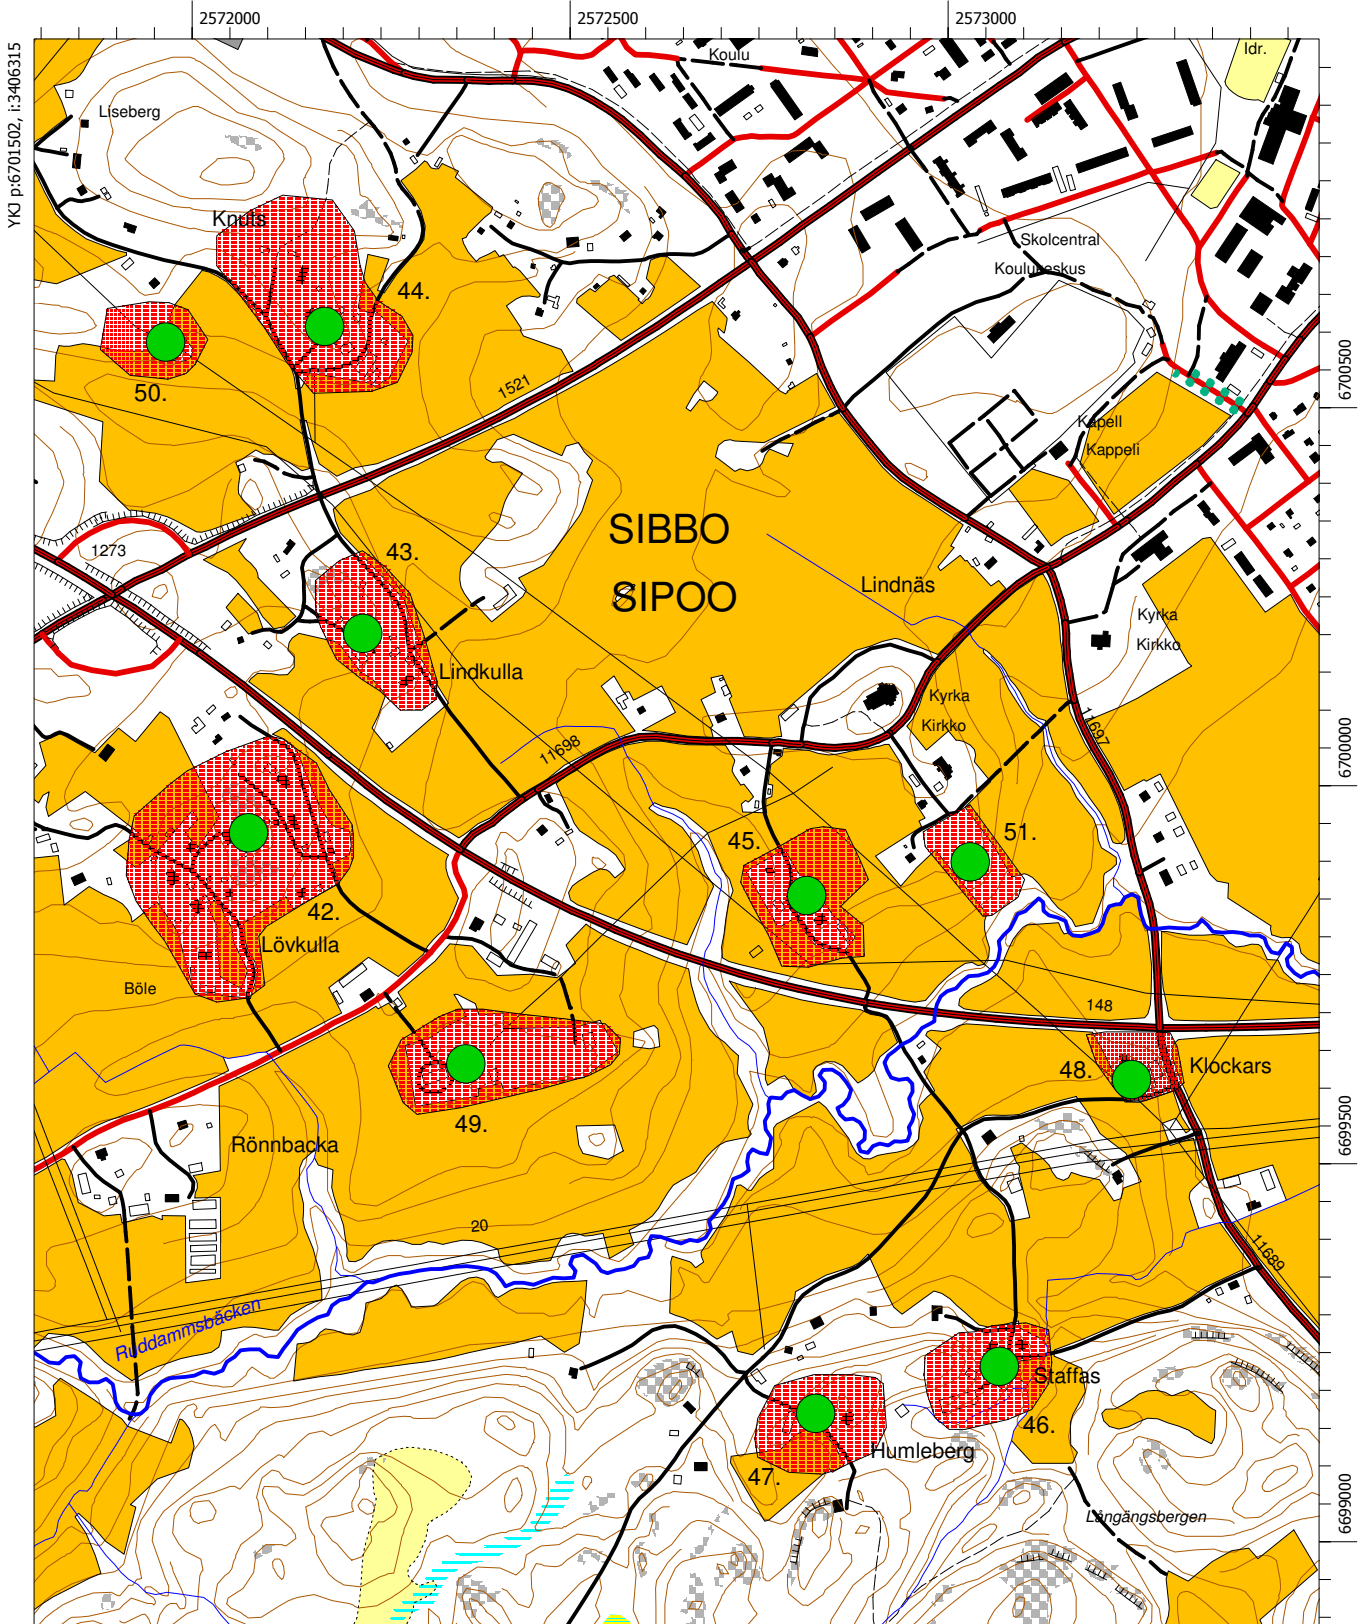 2572000
2572500
2573000
YKJ p:6701502, i:3406315
Koulu
Idr.
Liseberg
Knuts
Skolcentral
Koulukeskus
44.
50.
1521
6700500
Kapell
Kappeli
SIBBO
SIPOO
1273
43.
Lindnäs
Kyrka
Kirkko
Lindkulla
Kyrka
Kirkko
11697
11698
6700000
45.
51.
42.
Lövkulla
Böle
148
48.
Klockars
49.
Rönnbacka
6699500
20
11689
Ruddammsbäcken
Staffas
46.
Humleberg
47.
Långängsbergen
6699000